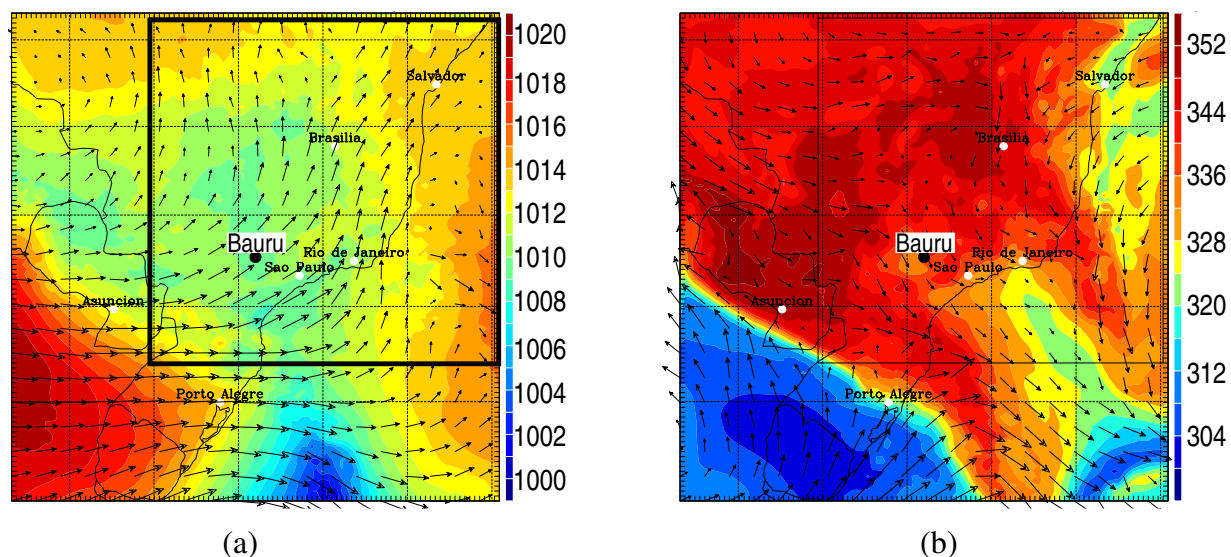 Salvador
Brasilia
Bauru
Rio de Janeiro
Sao Paulo
Asuncion
Porto Alegre
1020
1018
1016
1014
1012
1010
1008
1006
1004
1002
1000
(a)
Salvador
Brasilia
Bauru
Rio de Janeiro
Sao Paulo
Asuncion
Porto Alegre
352
344
336
328
320
312
304
(b)